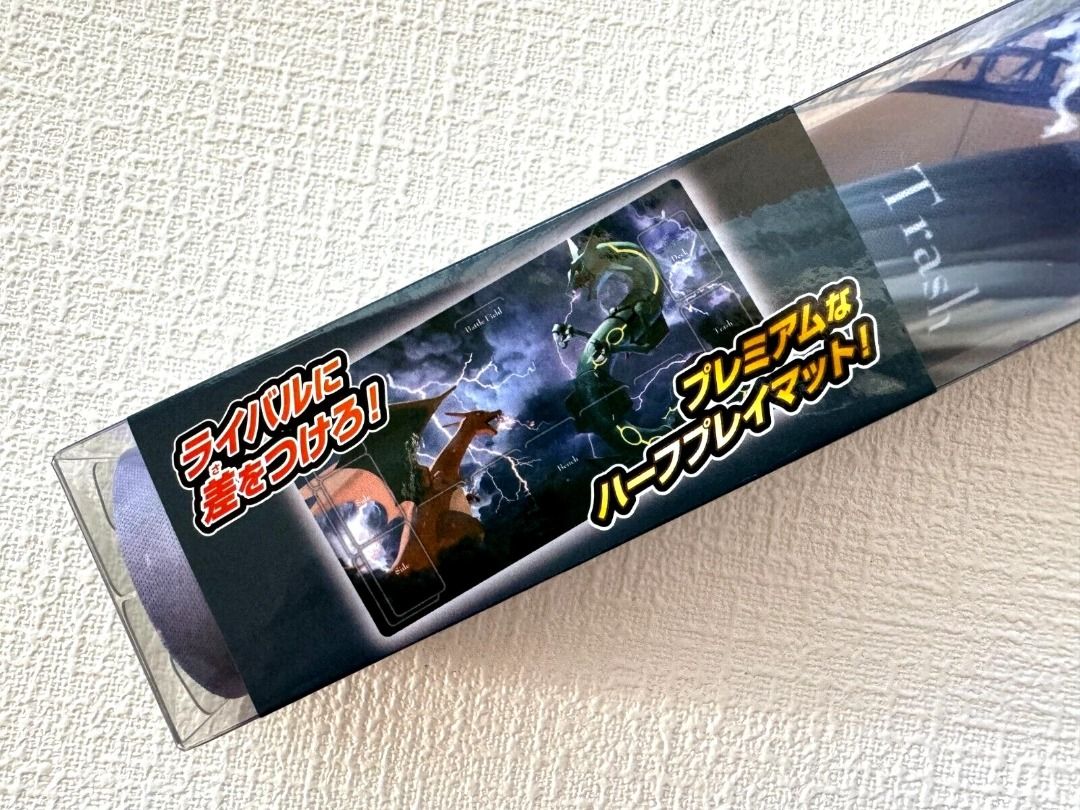 ライバルに
差をつけろ!
さ
プレミアムな
ハーフプレイマット!
Battle Field
Deck
Trash
Bench
Side
Trash